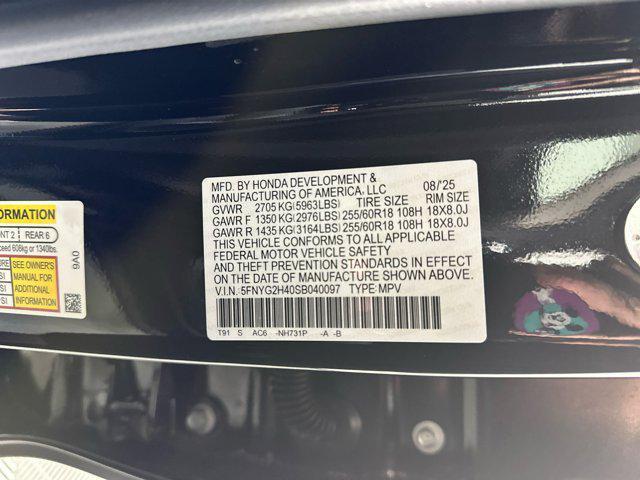 MFD. BY HONDA DEVELOPMENT &
MANUFACTURING OF AMERICA, LLC 08/'25
GVWR 2705 KG(5963LBS) TIRE SIZE RIM SIZE
GAWR F 1350 KG(2976LBS) 255/60R18 108H 18X8.0J
GAWR R 1435 KG(3164LBS) 255/60R18 108H 18X8.0J
THIS VEHICLE CONFORMS TO ALL APPLICABLE
FEDERAL MOTOR VEHICLE SAFETY
AND THEFT PREVENTION STANDARDS IN EFFECT
ON THE DATE OF MANUFACTURE SHOWN ABOVE.
V.I.N. 5FNYG2H40SB040097 TYPE: MPV
T91 S AC6 -NH731P -A -B
INFORMATION
2 REAR 6
608kg or 1340lbs.
SEE OWNER'S
MANUAL FOR
ADDITIONAL
INFORMATION
9A0